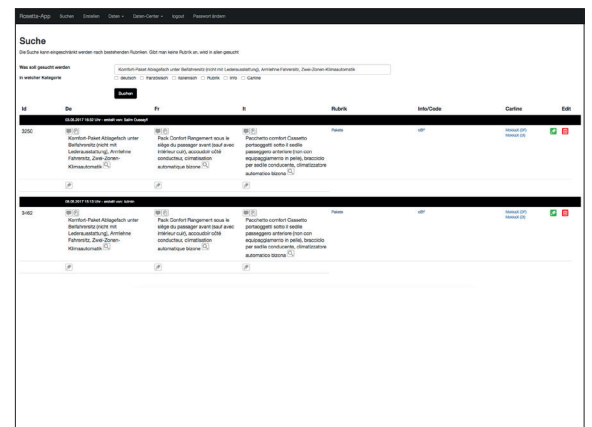 Rosetta-App Suchen Erstellen Daten Daten-Center logout Passwort ändern
Suche
Die Suche kann eingeschränkt werden nach bestehenden Rubriken. Gibt man keine Rubrik an, wird in allen gesucht
Was soll gesucht werden Komfort-Paket Ablagefach unter Beifahrersitz (nicht mit Lederausstattung), Armlehne Fahrersitz, Zwei-Zonen-Klimaautomatik
In welcher Kategorie deutsch französisch italienisch Rubrik Info Carline
Suchen
Id De Fr It Rubrik Info/Code Carline Edit
3250
Komfort-Paket Ablagefach unter
Beifahrersitz (nicht mit
Lederausstattung), Armlehne
Fahrersitz, Zwei-Zonen-
Klimaautomatik
Pack Confort Rangement sous le
siège du passager avant (sauf avec
intérieur cuir), accoudoir côté
conducteur, climatisation
automatique bizone
Pacchetto comfort Cassetto
portaoggetti sotto il sedile
passeggero anteriore (non con
equipaggiamento in pelle), bracciolo
per sedile conducente, climatizzatore
automatico bizona
Pakete
3462
Komfort-Paket Ablagefach unter
Beifahrersitz (nicht mit
Lederausstattung), Armlehne
Fahrersitz, Zwei-Zonen-
Klimaautomatik
Pack Confort Rangement sous le
siège du passager avant (sauf avec
intérieur cuir), accoudoir côté
conducteur, climatisation
automatique bizone
Pacchetto comfort Cassetto
portaoggetti sotto il sedile
passeggero anteriore (non con
equipaggiamento in pelle), bracciolo
per sedile conducente, climatizzatore
automatico bizona
Pakete